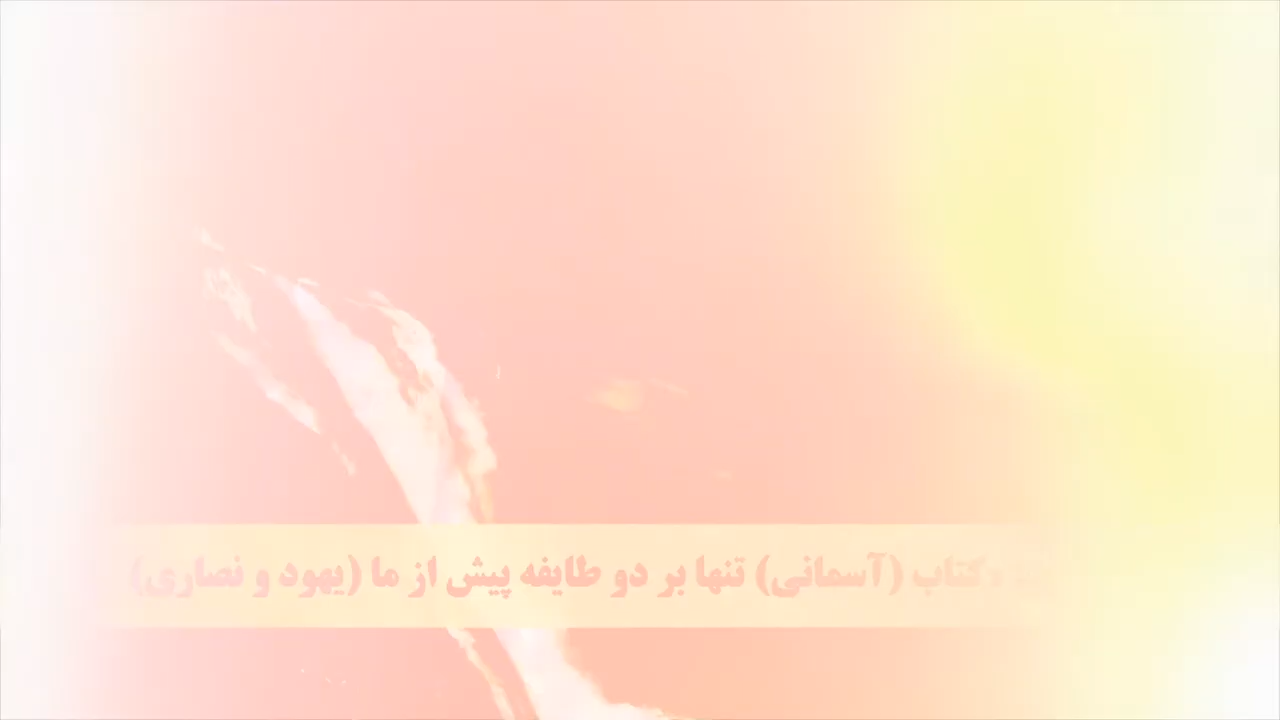 کتاب (آسمانی) تنها بر دو طایفه پیش از ما (یهود و نصاری)